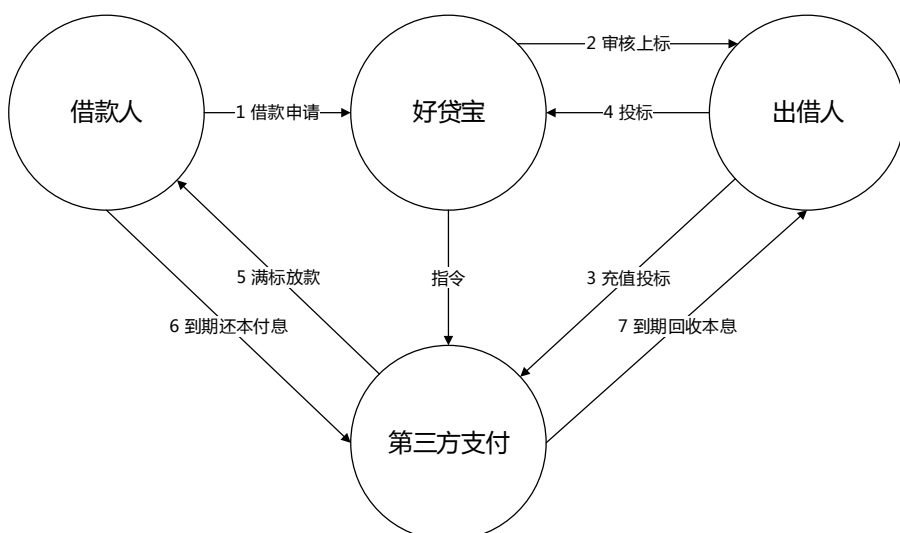 2 审核上标
借款人
1 借款申请
好贷宝
4 投标
出借人
5 满标放款
指令
3 充值投标
6 到期还本付息
7 到期回收本息
第三方支付